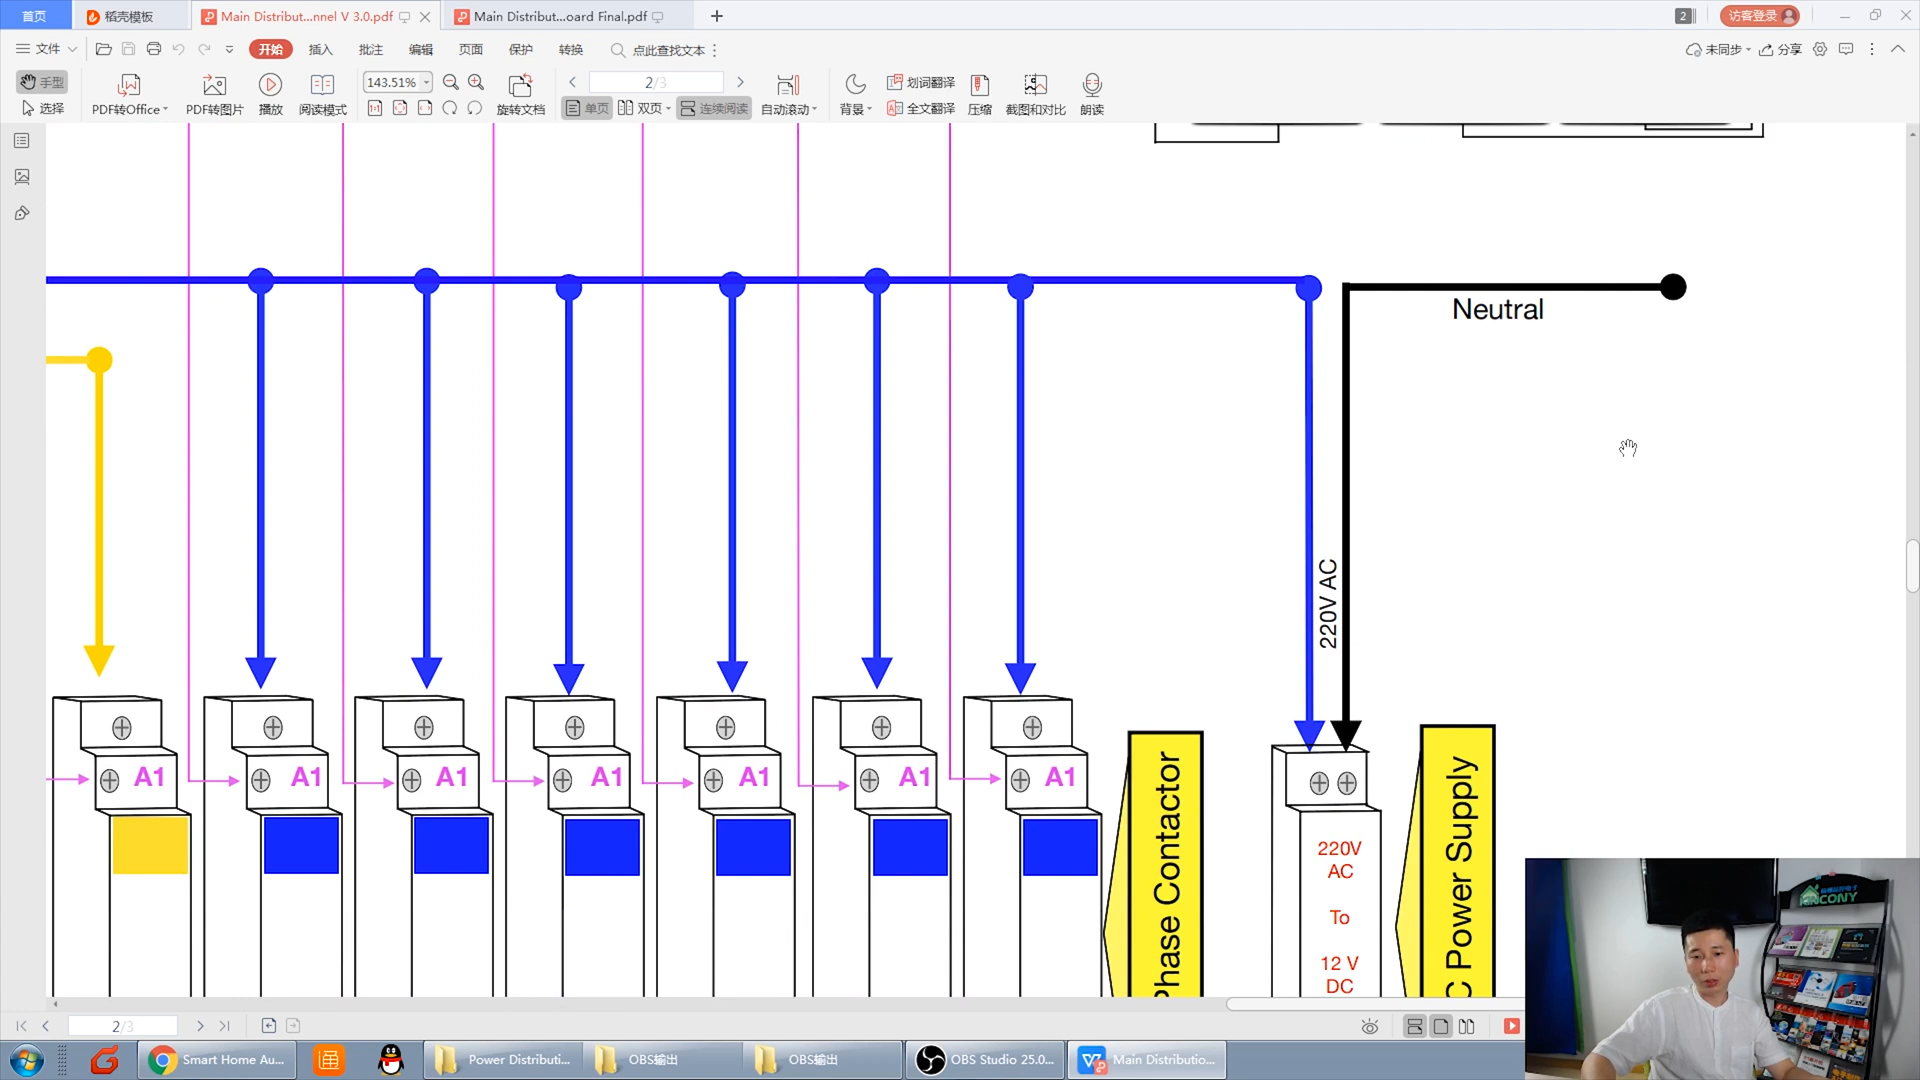 首页
稻壳模板
Main Distribut...nnel V 3.0.pdf
Main Distribut...oard Final.pdf
2
访客登录
文件
开始
插入
批注
编辑
页面
保护
转换
点此查找文本
未同步
分享
手型
选择
PDF转Office
PDF转图片
播放
阅读模式
143.51%
旋转文档
2/3
单页
双页
连续阅读
自动滚动
背景
划词翻译
全文翻译
压缩
截图和对比
朗读
Neutral
220V AC
A1
A1
A1
A1
A1
A1
A1
Phase Contactor
220V
AC
To
12 V
DC
C Power Supply
KINCONY
2/3
Smart Home Au...
Power Distributi...
OBS输出
OBS输出
OBS Studio 25.0...
Main Distributio...